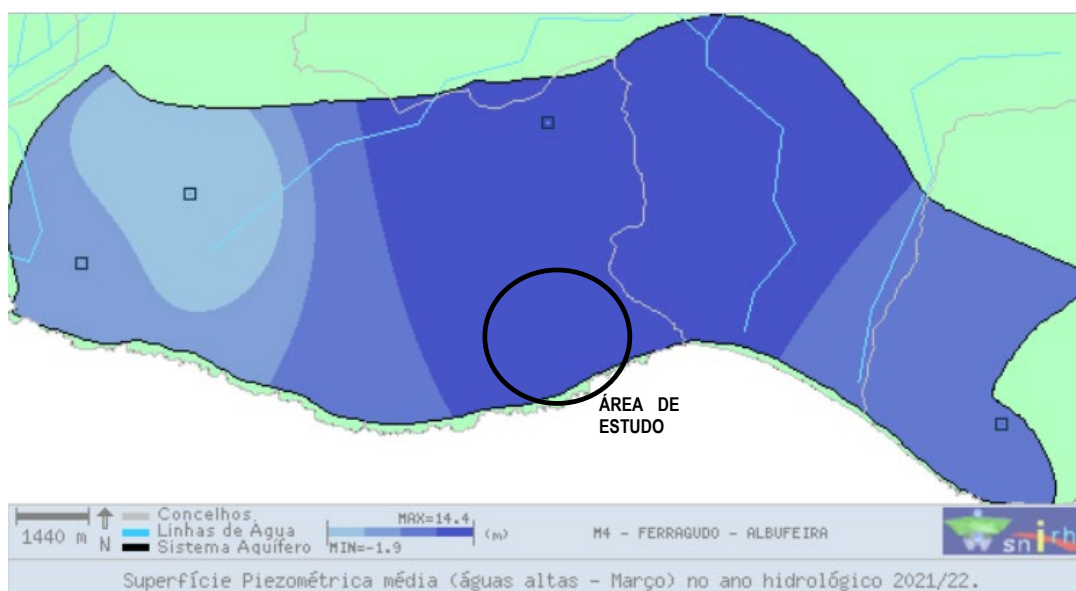 ÁREA DE
ESTUDO
1440 m
N
Concelhos
Linhas de Água
Sistema Aquífero
MAX=14.4
MIN=-1.9
(m)
M4 - FERRAGUDO - ALBUFEIRA
snirh
Superfície Piezométrica média (águas altas - Março) no ano hidrológico 2021/22.